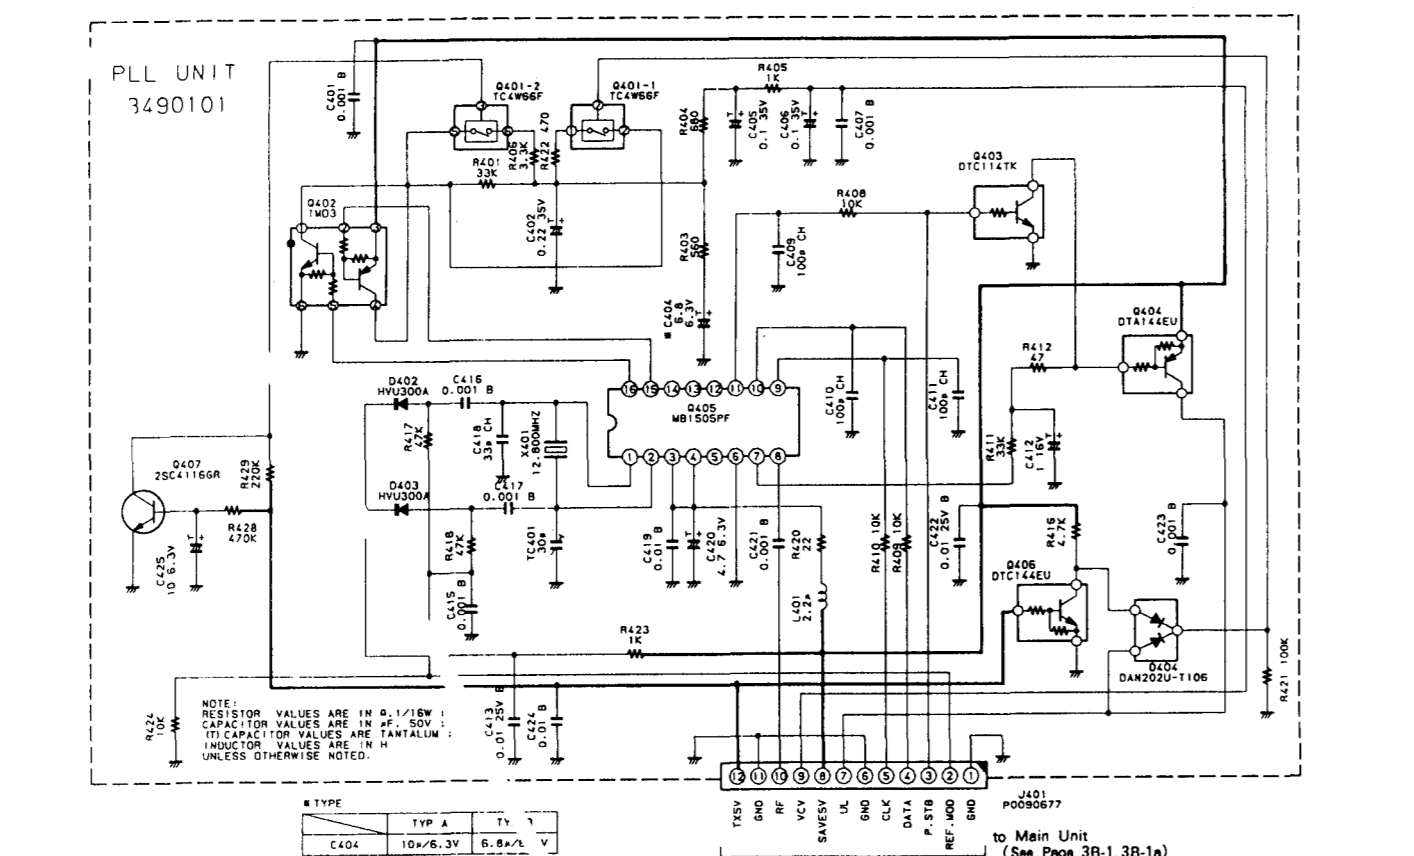 PLL UNIT
3490101
C401
0.001 B
Q401-2
TC4W66F
Q401-1
TC4W66F
R405
1K
R404
680
C405
0.1 35V
C406
0.1 35V
C407
0.001 B
R406
3.3K
R422 470
R401
33K
Q403
DTC114TK
R408
10K
Q402
IMD3
C402
0.22 35V
R403
560
C409
100p CH
C404
6.8
6.3V
Q404
DTA144EU
R412
47
D402
HVU300A
C416
0.001 B
16 15 14 13 12 11 10 9
Q405
MB1505PF
1 2 3 4 5 6 7 8
C410
100p CH
C411
100p CH
R417
47K
C418
33p CH
X401
12.800MHZ
R411
33K
C412
1 16V
Q407
2SC4116GR
R429
220K
D403
HVU300A
C417
0.001 B
R428
470K
C425
10 6.3V
R418
47K
TC401
30p
C419
0.01 B
C420
4.7 6.3V
C421
0.001 B
R420
22
R410 10K
R409 10K
C422
0.01 25V B
R416
4.7K
C423
0.001 B
C415
0.001 B
L401
2.2μ
Q406
DTC144EU
R423
1K
D404
DAN202U-T106
R421 100K
R424
10K
NOTE:
RESISTOR VALUES ARE IN Ω,1/16W ;
CAPACITOR VALUES ARE IN μF, 50V ;
(T)CAPACITOR VALUES ARE TANTALUM ;
INDUCTOR VALUES ARE IN H
UNLESS OTHERWISE NOTED.
C413
0.01 25V B
C424
0.01 B
12 11 10 9 8 7 6 5 4 3 2 1
J401
P0090677
TX5V
GND
RF
VCV
SAVE5V
UL
GND
CLK
DATA
P.STB
REF.MOD
GND
TYPE
TYP A
C404 10μ/6.3V
to Main Unit
(See Page 3B-1, 3B-1a)